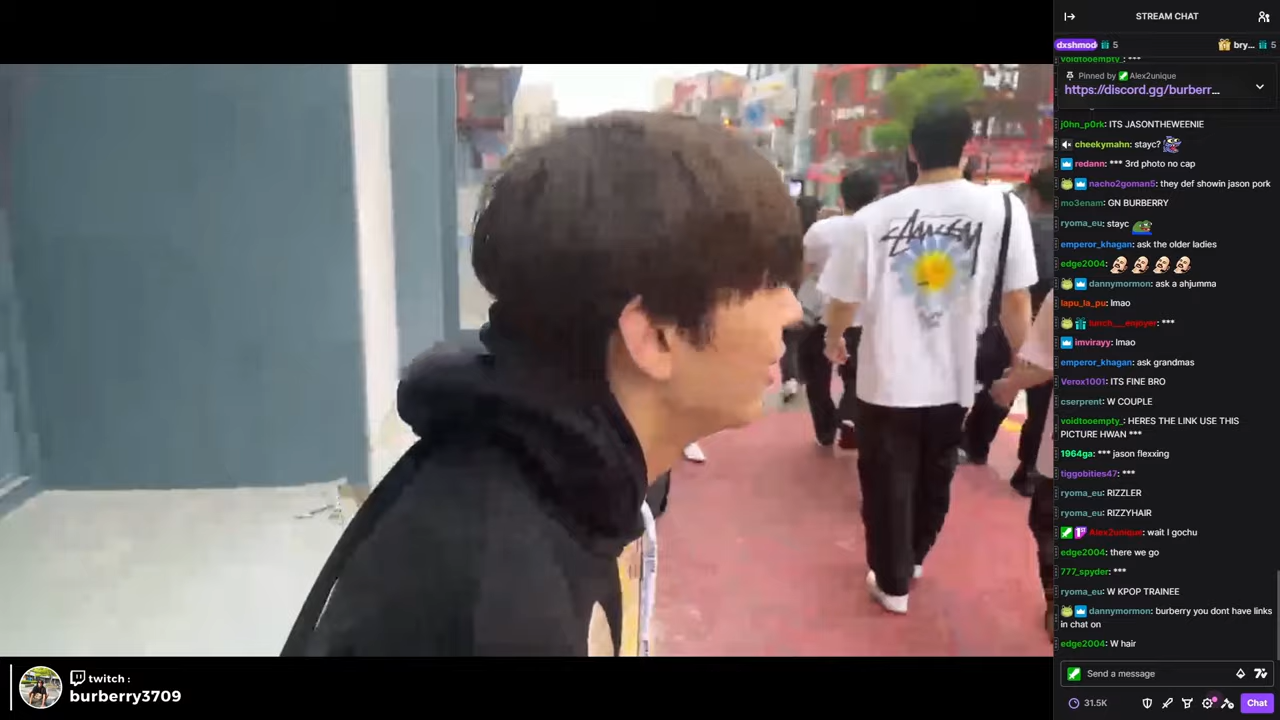 STREAM CHAT
dxshmod 5
bry... 5
voidtooempty_: ***
Pinned by Alex2unique
https://discord.gg/burberr...
j0hn_p0rk: ITS JASONTHEWEENIE
cheekymahn: stayc?
redann: *** 3rd photo no cap
nacho2goman5: they def showin jason pork
mo3enam: GN BURBERRY
ryoma_eu: stayc
emperor_khagan: ask the older ladies
edge2004:
dannymormon: ask a ahjumma
lapu_la_pu: lmao
lunch___enjoyer: ***
imvirayy: lmao
emperor_khagan: ask grandmas
Verox1001: ITS FINE BRO
cserprent: W COUPLE
voidtooempty_: HERES THE LINK USE THIS
PICTURE HWAN ***
1964ga: *** jason flexxing
tiggobities47: ***
ryoma_eu: RIZZLER
ryoma_eu: RIZZYHAIR
Alex2unique: wait I gochu
edge2004: there we go
777_spyder: ***
ryoma_eu: W KPOP TRAINEE
dannymormon: burberry you dont have links
in chat on
edge2004: W hair
Send a message
31.5K
Chat
STUSSY
twitch :
burberry3709